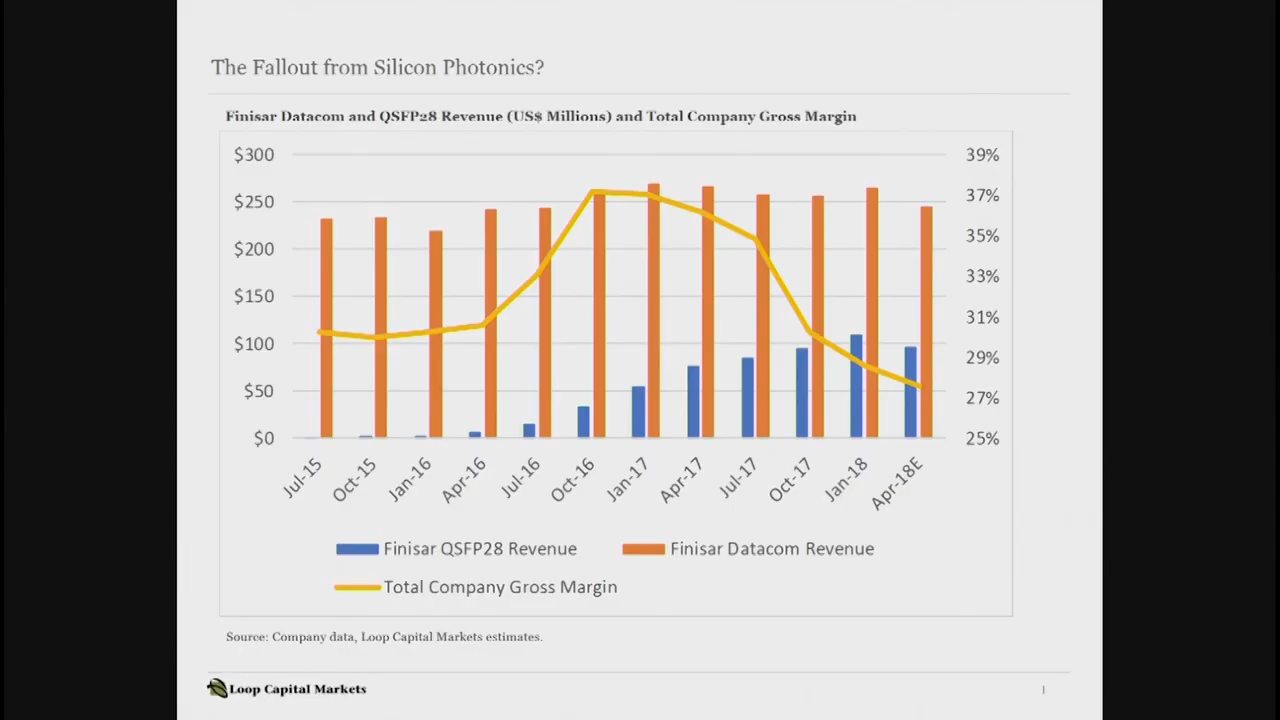 The Fallout from Silicon Photonics?
Finisar Datacom and QSFP28 Revenue (US$ Millions) and Total Company Gross Margin
$300
$250
$200
$150
$100
$50
$0
39%
37%
35%
33%
31%
29%
27%
25%
Jul-15
Oct-15
Jan-16
Apr-16
Jul-16
Oct-16
Jan-17
Apr-17
Jul-17
Oct-17
Jan-18
Apr-18E
Finisar QSFP28 Revenue
Finisar Datacom Revenue
Total Company Gross Margin
Source: Company data, Loop Capital Markets estimates.
Loop Capital Markets
1